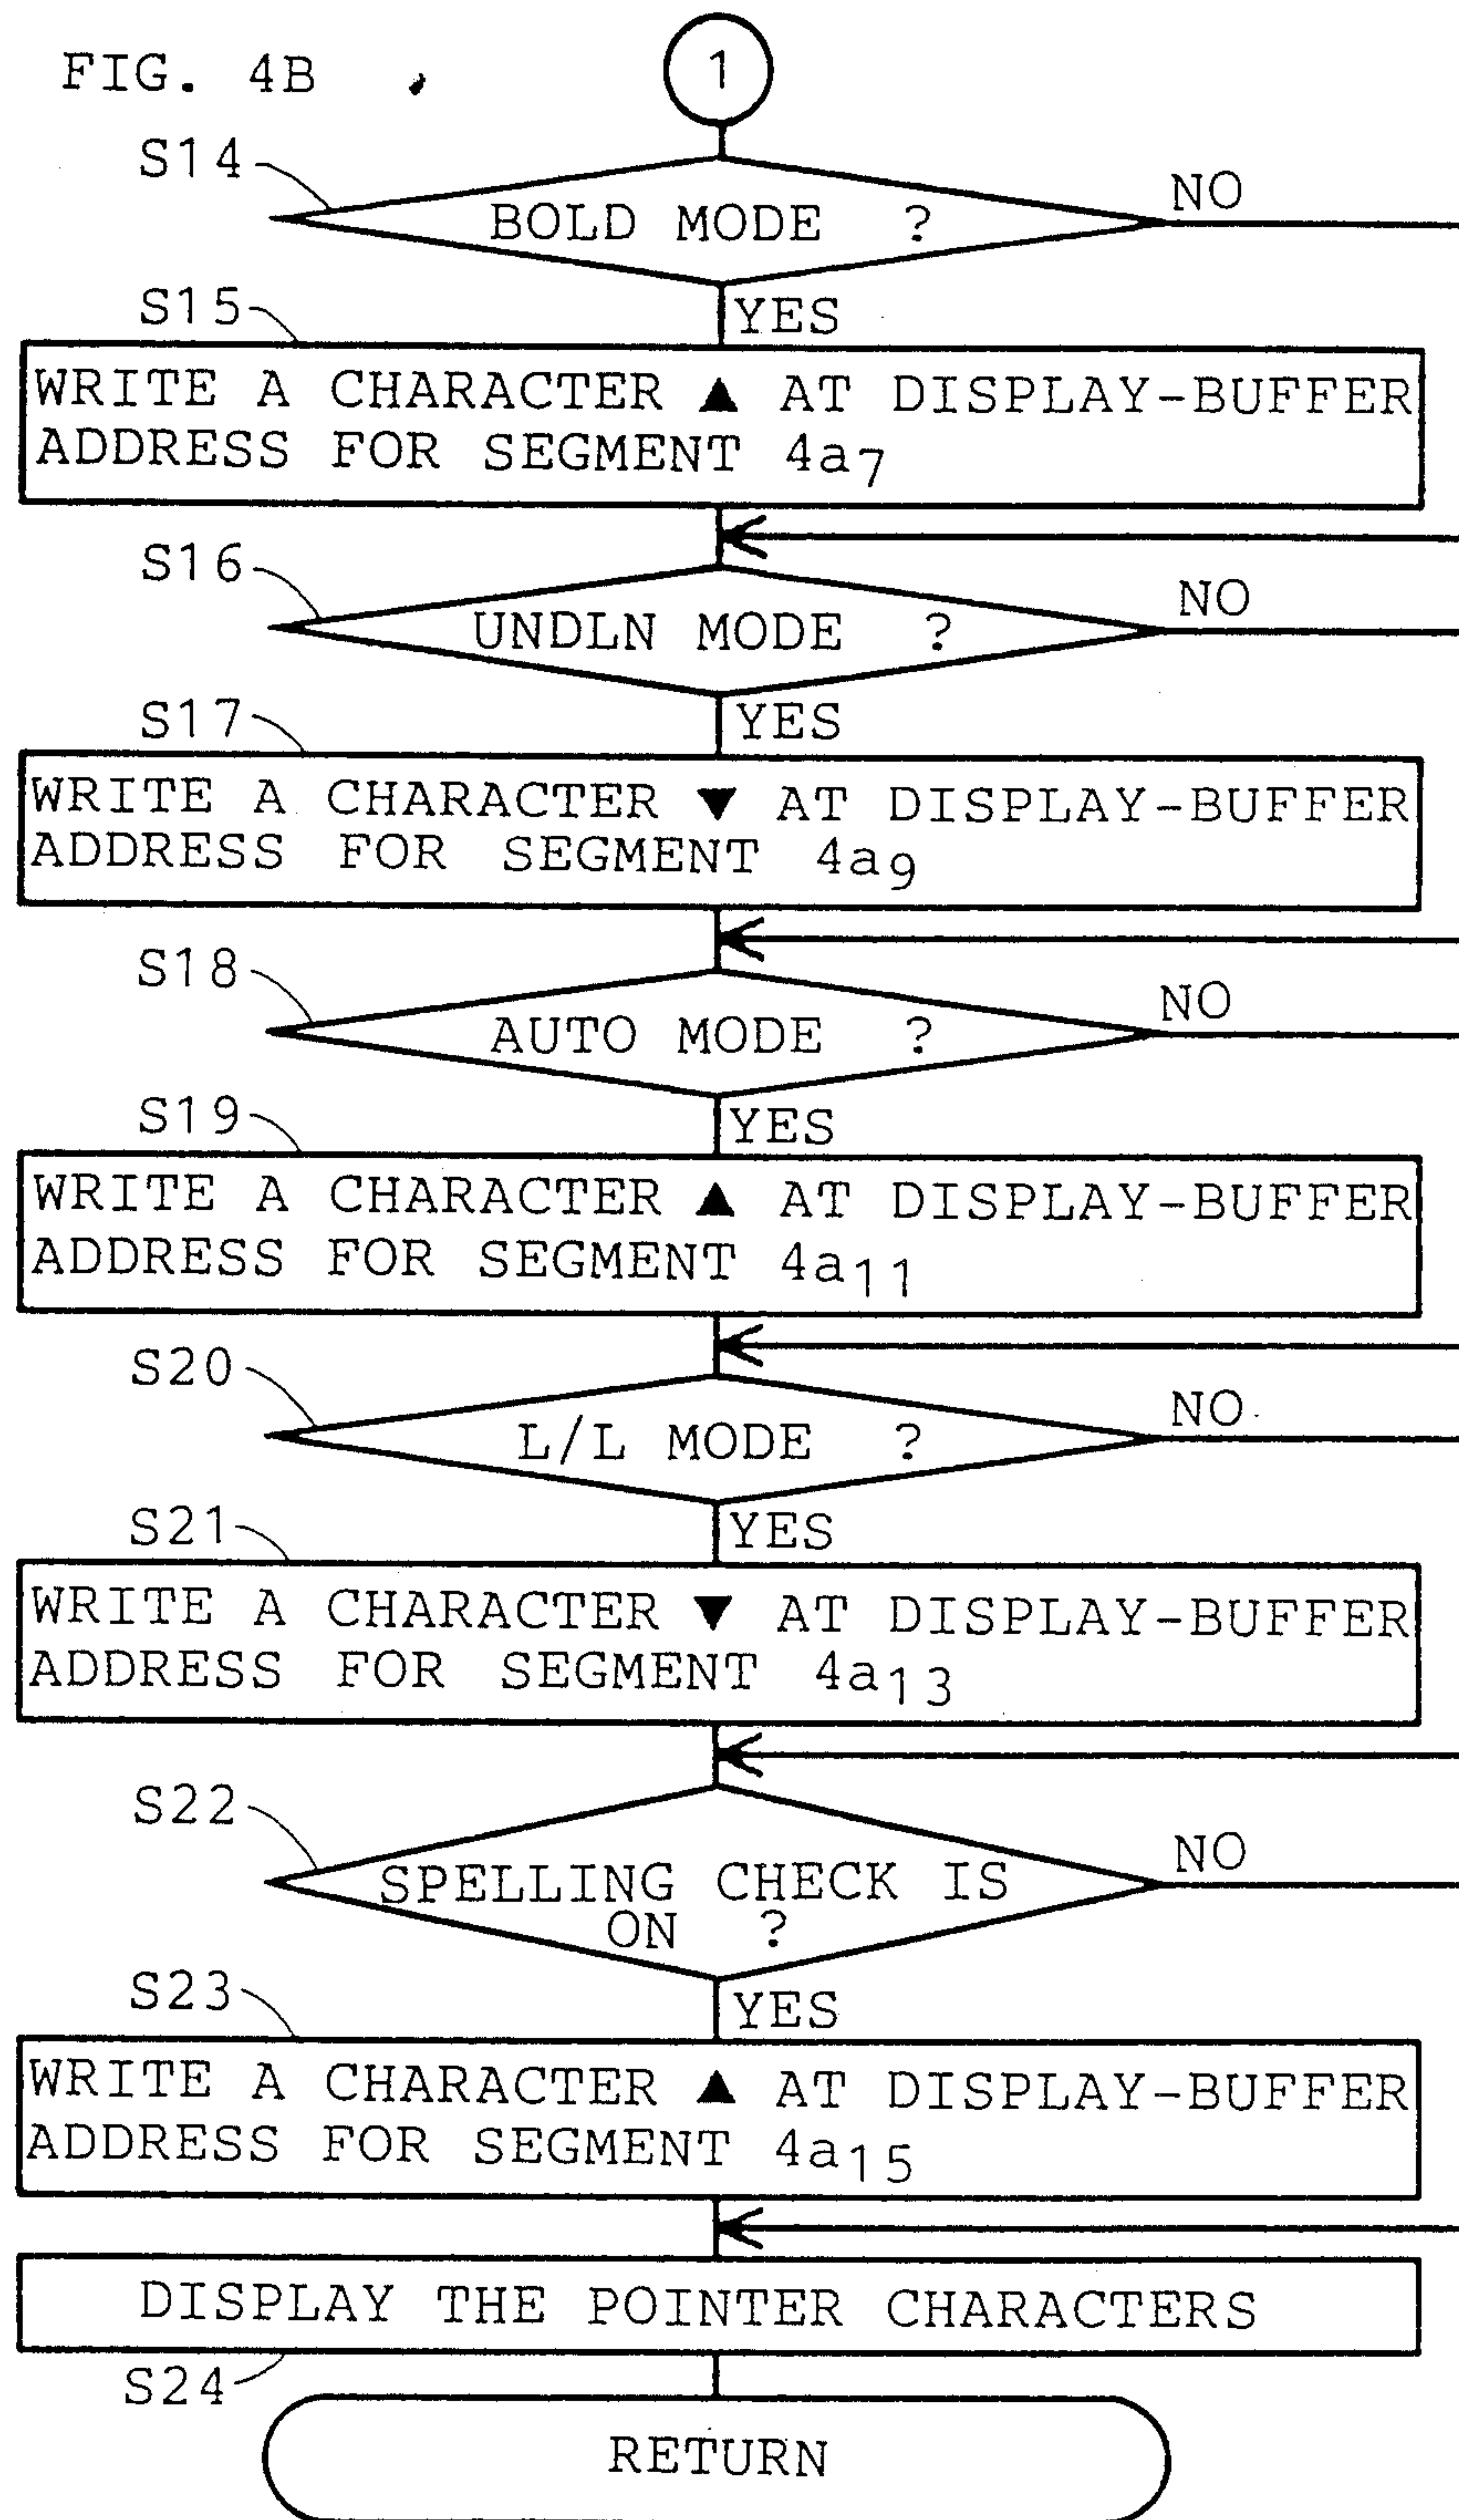 FIG. 4B
1
S14
BOLD MODE ?
NO
YES
S15
WRITE A CHARACTER ▲ AT DISPLAY-BUFFER
ADDRESS FOR SEGMENT 4a7
S16
UNDLN MODE ?
NO
YES
S17
WRITE A CHARACTER ▼ AT DISPLAY-BUFFER
ADDRESS FOR SEGMENT 4a9
S18
AUTO MODE ?
NO
YES
S19
WRITE A CHARACTER ▲ AT DISPLAY-BUFFER
ADDRESS FOR SEGMENT 4a11
S20
L/L MODE ?
NO
YES
S21
WRITE A CHARACTER ▼ AT DISPLAY-BUFFER
ADDRESS FOR SEGMENT 4a13
S22
SPELLING CHECK IS
ON ?
NO
YES
S23
WRITE A CHARACTER ▲ AT DISPLAY-BUFFER
ADDRESS FOR SEGMENT 4a15
DISPLAY THE POINTER CHARACTERS
S24
RETURN